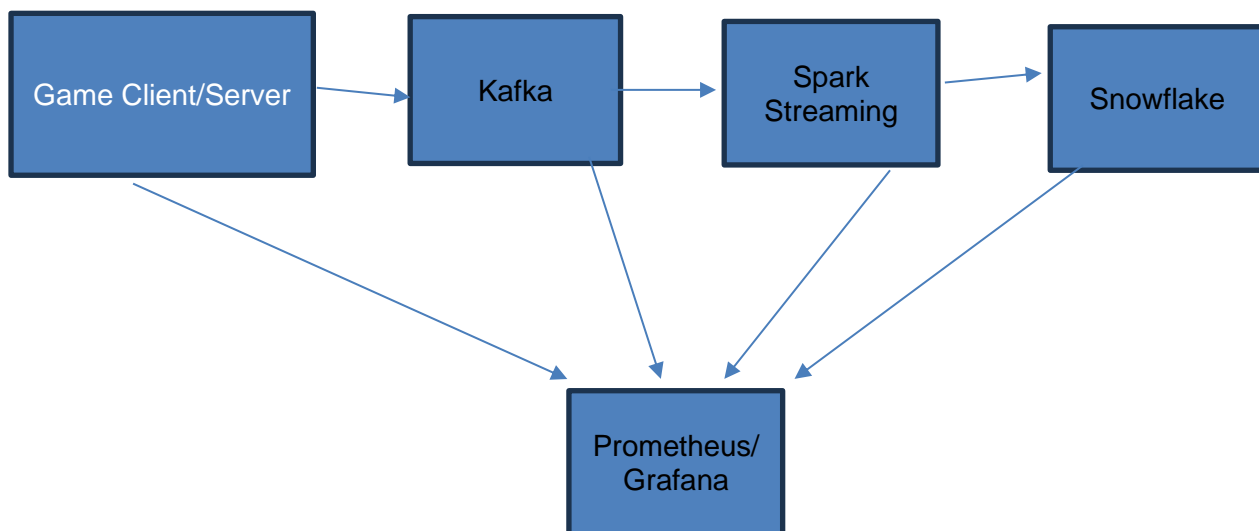 Game Client/Server
Kafka
Spark
Streaming
Snowflake
Prometheus/
Grafana